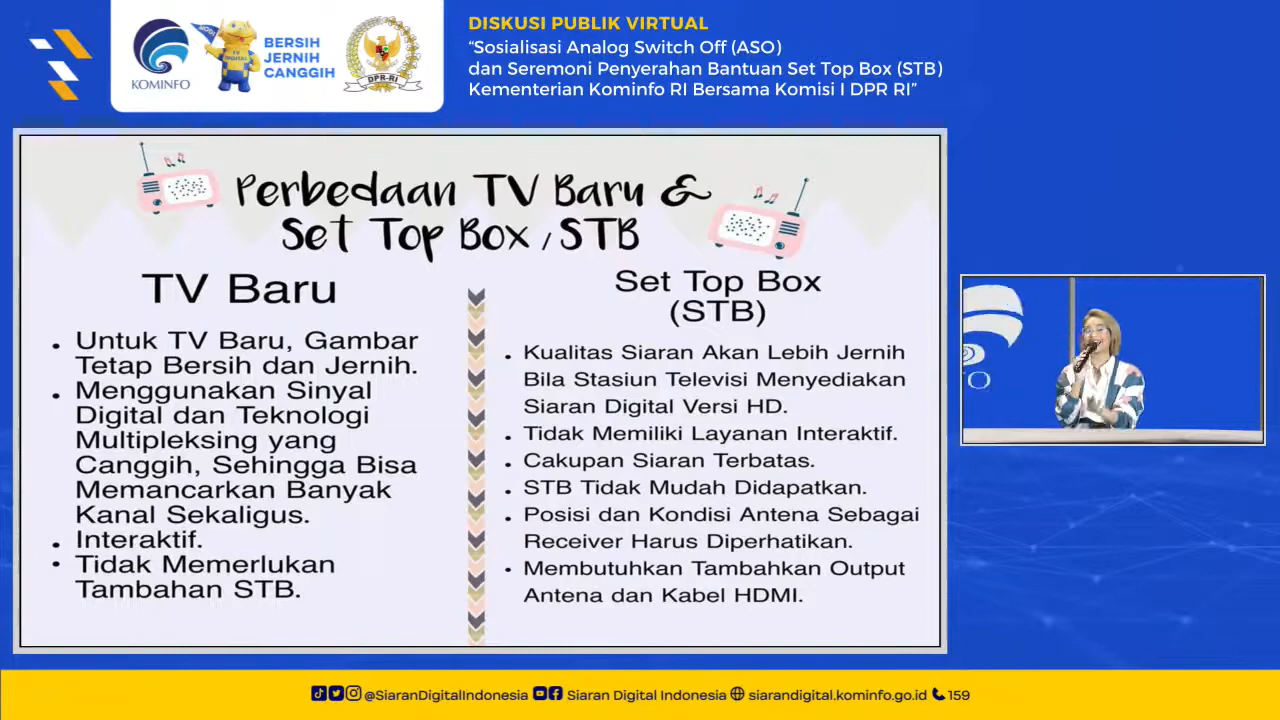 DISKUSI PUBLIK VIRTUAL
“Sosialisasi Analog Switch Off (ASO)
dan Seremoni Penyerahan Bantuan Set Top Box (STB)
Kementerian Kominfo RI Bersama Komisi I DPR RI”
KOMINFO
MODI
TV DIGITAL
BERSIH
JERNIH
CANGGIH
DPR-RI
Perbedaan TV Baru &
Set Top Box / STB
TV Baru
• Untuk TV Baru, Gambar
Tetap Bersih dan Jernih.
• Menggunakan Sinyal
Digital dan Teknologi
Multipleksing yang
Canggih, Sehingga Bisa
Memancarkan Banyak
Kanal Sekaligus.
• Interaktif.
• Tidak Memerlukan
Tambahan STB.
Set Top Box
(STB)
• Kualitas Siaran Akan Lebih Jernih
Bila Stasiun Televisi Menyediakan
Siaran Digital Versi HD.
• Tidak Memiliki Layanan Interaktif.
• Cakupan Siaran Terbatas.
• STB Tidak Mudah Didapatkan.
• Posisi dan Kondisi Antena Sebagai
Receiver Harus Diperhatikan.
• Membutuhkan Tambahkan Output
Antena dan Kabel HDMI.
@SiaranDigitalIndonesia Siaran Digital Indonesia siarandigital.kominfo.go.id 159